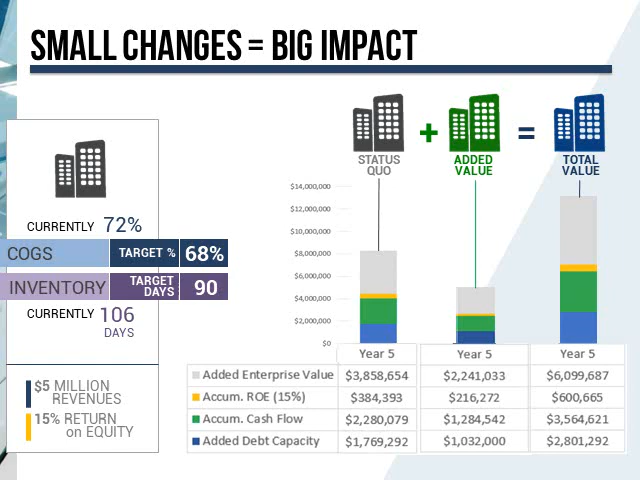 SMALL CHANGES = BIG IMPACT
CURRENTLY 72%
COGS TARGET % 68%
INVENTORY TARGET DAYS 90
CURRENTLY 106
DAYS
$5 MILLION
REVENUES
15% RETURN
on EQUITY
+ =
STATUS
QUO
ADDED
VALUE
TOTAL
VALUE
$14,000,000
$12,000,000
$10,000,000
$8,000,000
$6,000,000
$4,000,000
$2,000,000
$0
Year 5 Year 5 Year 5
Added Enterprise Value $3,858,654 $2,241,033 $6,099,687
Accum. ROE (15%) $384,393 $216,272 $600,665
Accum. Cash Flow $2,280,079 $1,284,542 $3,564,621
Added Debt Capacity $1,769,292 $1,032,000 $2,801,292